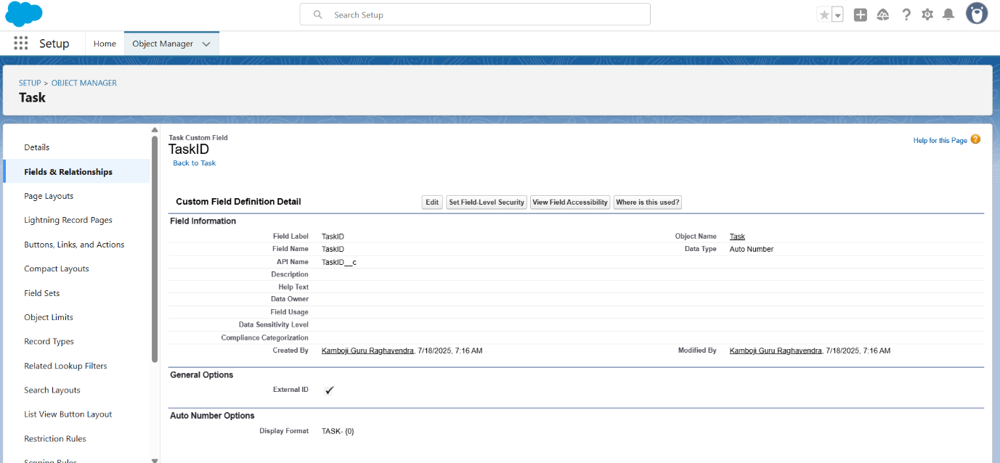 Search Setup
Setup
Home
Object Manager
SETUP > OBJECT MANAGER
Task
Details
Fields & Relationships
Page Layouts
Lightning Record Pages
Buttons, Links, and Actions
Compact Layouts
Field Sets
Object Limits
Record Types
Related Lookup Filters
Search Layouts
List View Button Layout
Restriction Rules
Scoping Rules
Task Custom Field
TaskID
Back to Task
Help for this Page ?
Custom Field Definition Detail
Edit
Set Field-Level Security
View Field Accessibility
Where is this used?
Field Information
Field Label TaskID Object Name Task
Field Name TaskID Data Type Auto Number
API Name TaskID__c
Description
Help Text
Data Owner
Field Usage
Data Sensitivity Level
Compliance Categorization
Created By Kamboji Guru Raghavendra, 7/18/2025, 7:16 AM Modified By Kamboji Guru Raghavendra, 7/18/2025, 7:16 AM
General Options
External ID
Auto Number Options
Display Format TASK- {0}